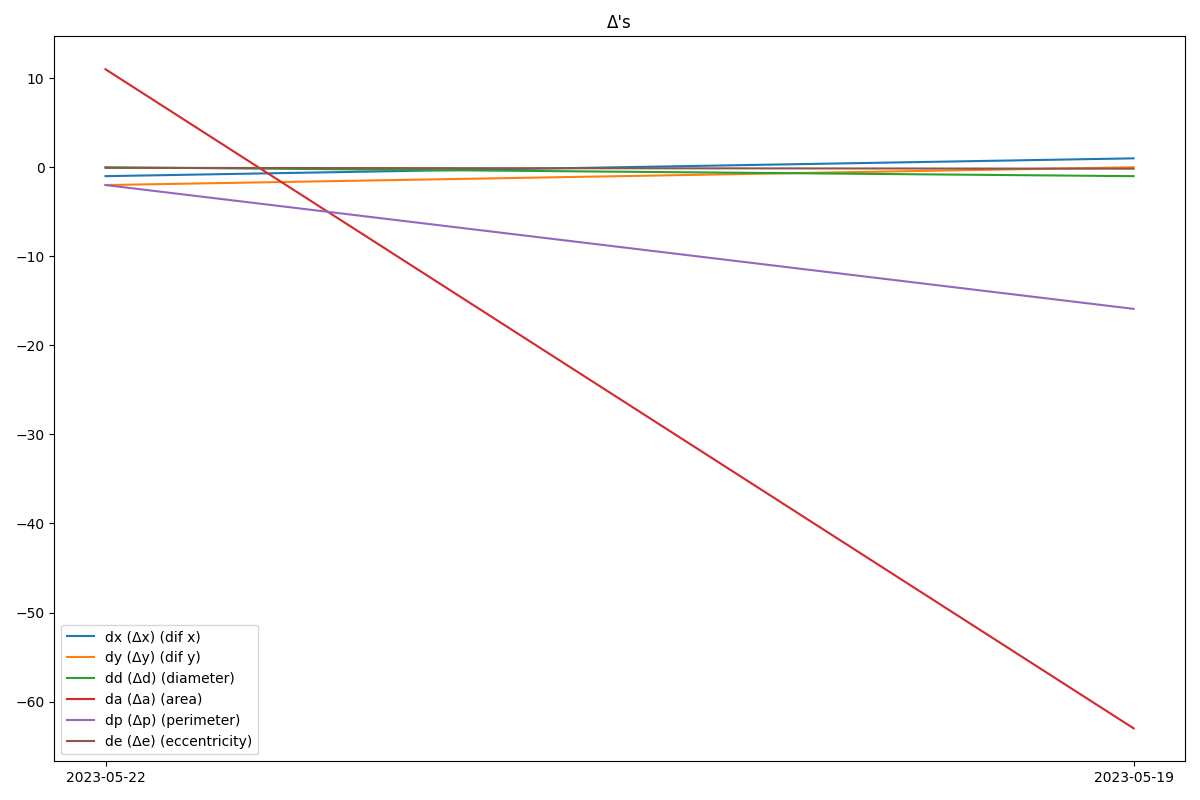 Δ's
10
0
−10
−20
−30
−40
−50
−60
dx (Δx) (dif x)
dy (Δy) (dif y)
dd (Δd) (diameter)
da (Δa) (area)
dp (Δp) (perimeter)
de (Δe) (eccentricity)
2023-05-22
2023-05-19